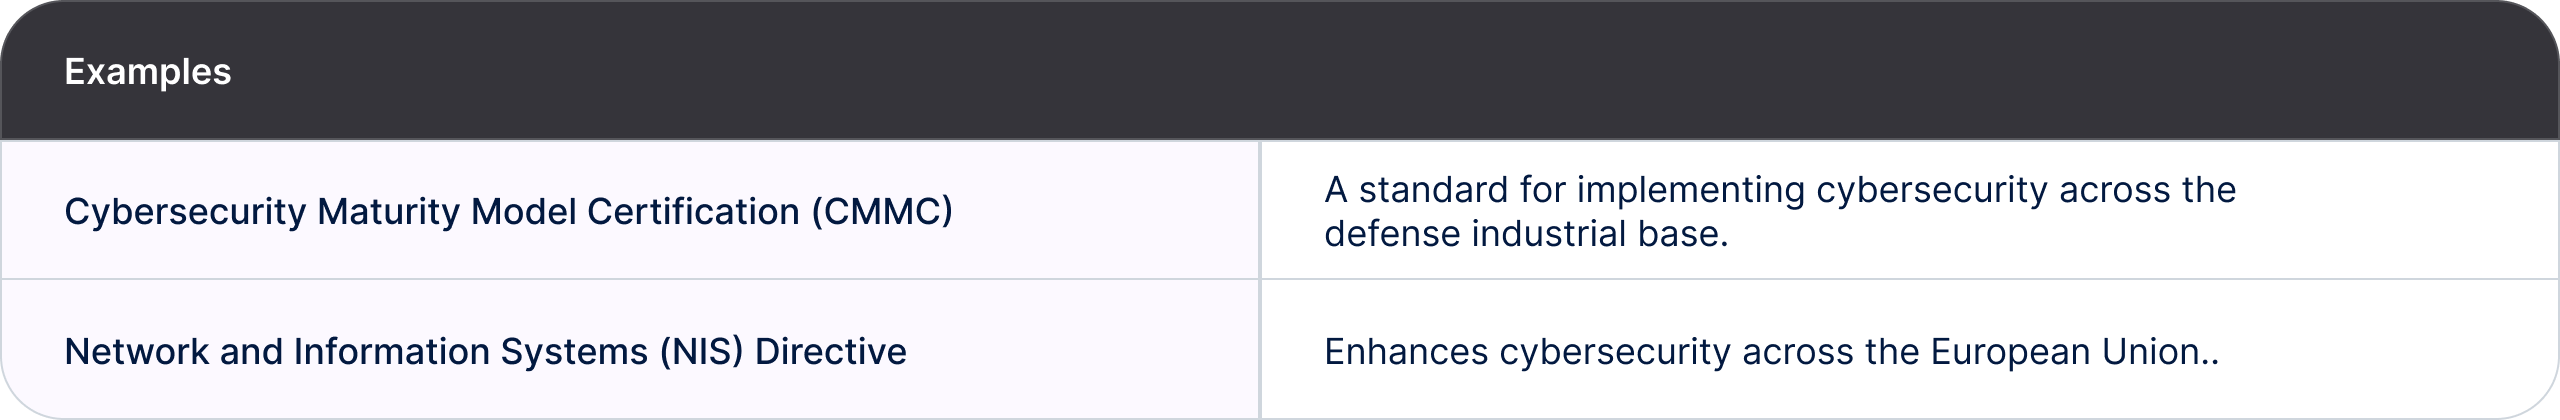 Examples
Cybersecurity Maturity Model Certification (CMMC)
A standard for implementing cybersecurity across the
defense industrial base.
Network and Information Systems (NIS) Directive
Enhances cybersecurity across the European Union..